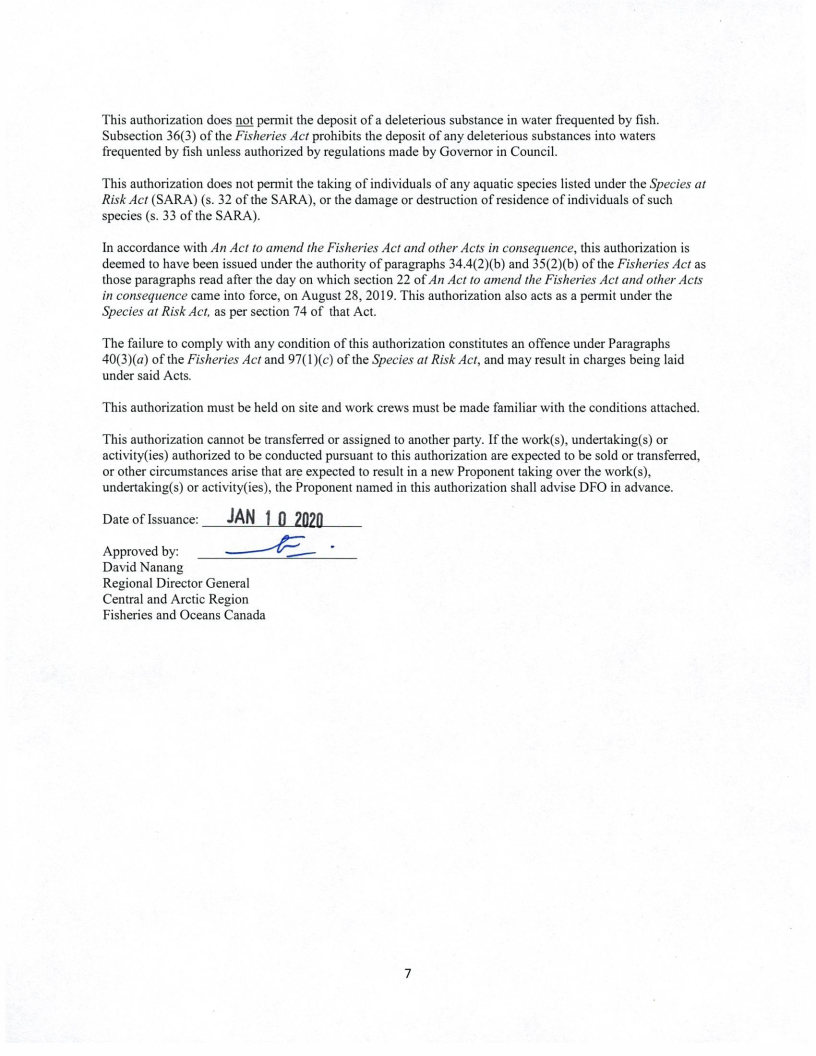 This authorization does not permit the deposit of a deleterious substance in water frequented by fish.
Subsection 36(3) of the Fisheries Act prohibits the deposit of any deleterious substances into waters
frequented by fish unless authorized by regulations made by Governor in Council.
This authorization does not permit the taking of individuals of any aquatic species listed under the Species at
Risk Act (SARA) (s. 32 of the SARA), or the damage or destruction of residence of individuals of such
species (s. 33 of the SARA).
In accordance with An Act to amend the Fisheries Act and other Acts in consequence, this authorization is
deemed to have been issued under the authority of paragraphs 34.4(2)(b) and 35(2)(b) of the Fisheries Act as
those paragraphs read after the day on which section 22 of An Act to amend the Fisheries Act and other Acts
in consequence came into force, on August 28, 2019. This authorization also acts as a permit under the
Species at Risk Act, as per section 74 of that Act.
The failure to comply with any condition of this authorization constitutes an offence under Paragraphs
40(3)(a) of the Fisheries Act and 97(1)(c) of the Species at Risk Act, and may result in charges being laid
under said Acts.
This authorization must be held on site and work crews must be made familiar with the conditions attached.
This authorization cannot be transferred or assigned to another party. If the work(s), undertaking(s) or
activity(ies) authorized to be conducted pursuant to this authorization are expected to be sold or transferred,
or other circumstances arise that are expected to result in a new Proponent taking over the work(s),
undertaking(s) or activity(ies), the Proponent named in this authorization shall advise DFO in advance.
Date of Issuance: JAN 10 2020
Approved by:
David Nanang
Regional Director General
Central and Arctic Region
Fisheries and Oceans Canada
7